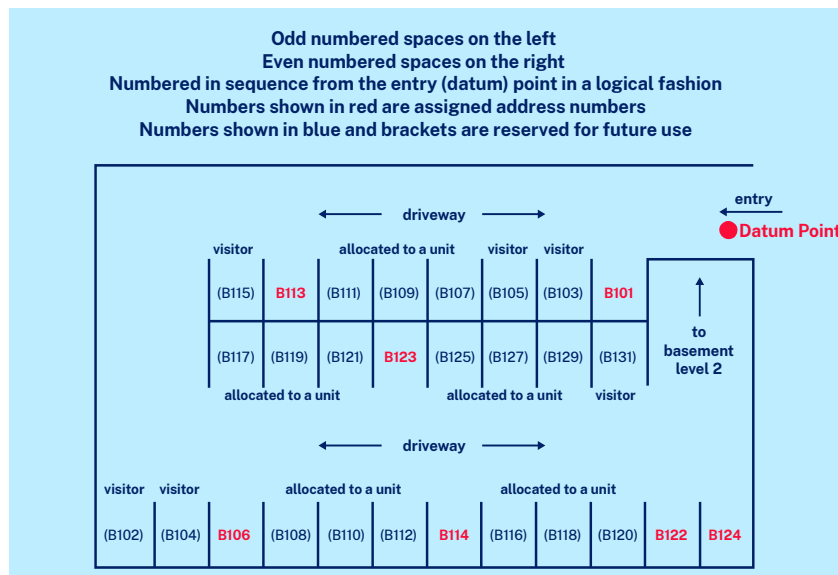 Odd numbered spaces on the left
Even numbered spaces on the right
Numbered in sequence from the entry (datum) point in a logical fashion
Numbers shown in red are assigned address numbers
Numbers shown in blue and brackets are reserved for future use
entry
driveway
Datum Point
visitor allocated to a unit visitor visitor
(B115) B113 (B111) (B109) (B107) (B105) (B103) B101
to
basement
level 2
(B117) (B119) (B121) B123 (B125) (B127) (B129) (B131)
allocated to a unit allocated to a unit visitor
driveway
visitor visitor allocated to a unit allocated to a unit
(B102) (B104) B106 (B108) (B110) (B112) B114 (B116) (B118) (B120) B122 B124